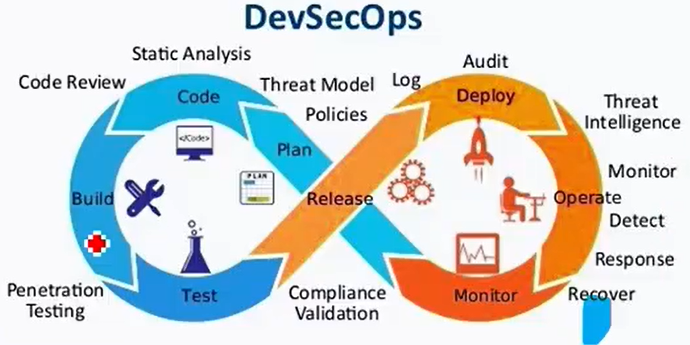 DevSecOps
Static Analysis
Audit
Code Review
Threat Model
Log
Code
Deploy
Policies
Threat
Intelligence
</Code>
Plan
PLAN
Monitor
Build
Release
Operate
Detect
Response
Penetration
Testing
Test
Compliance
Validation
Monitor
Recover